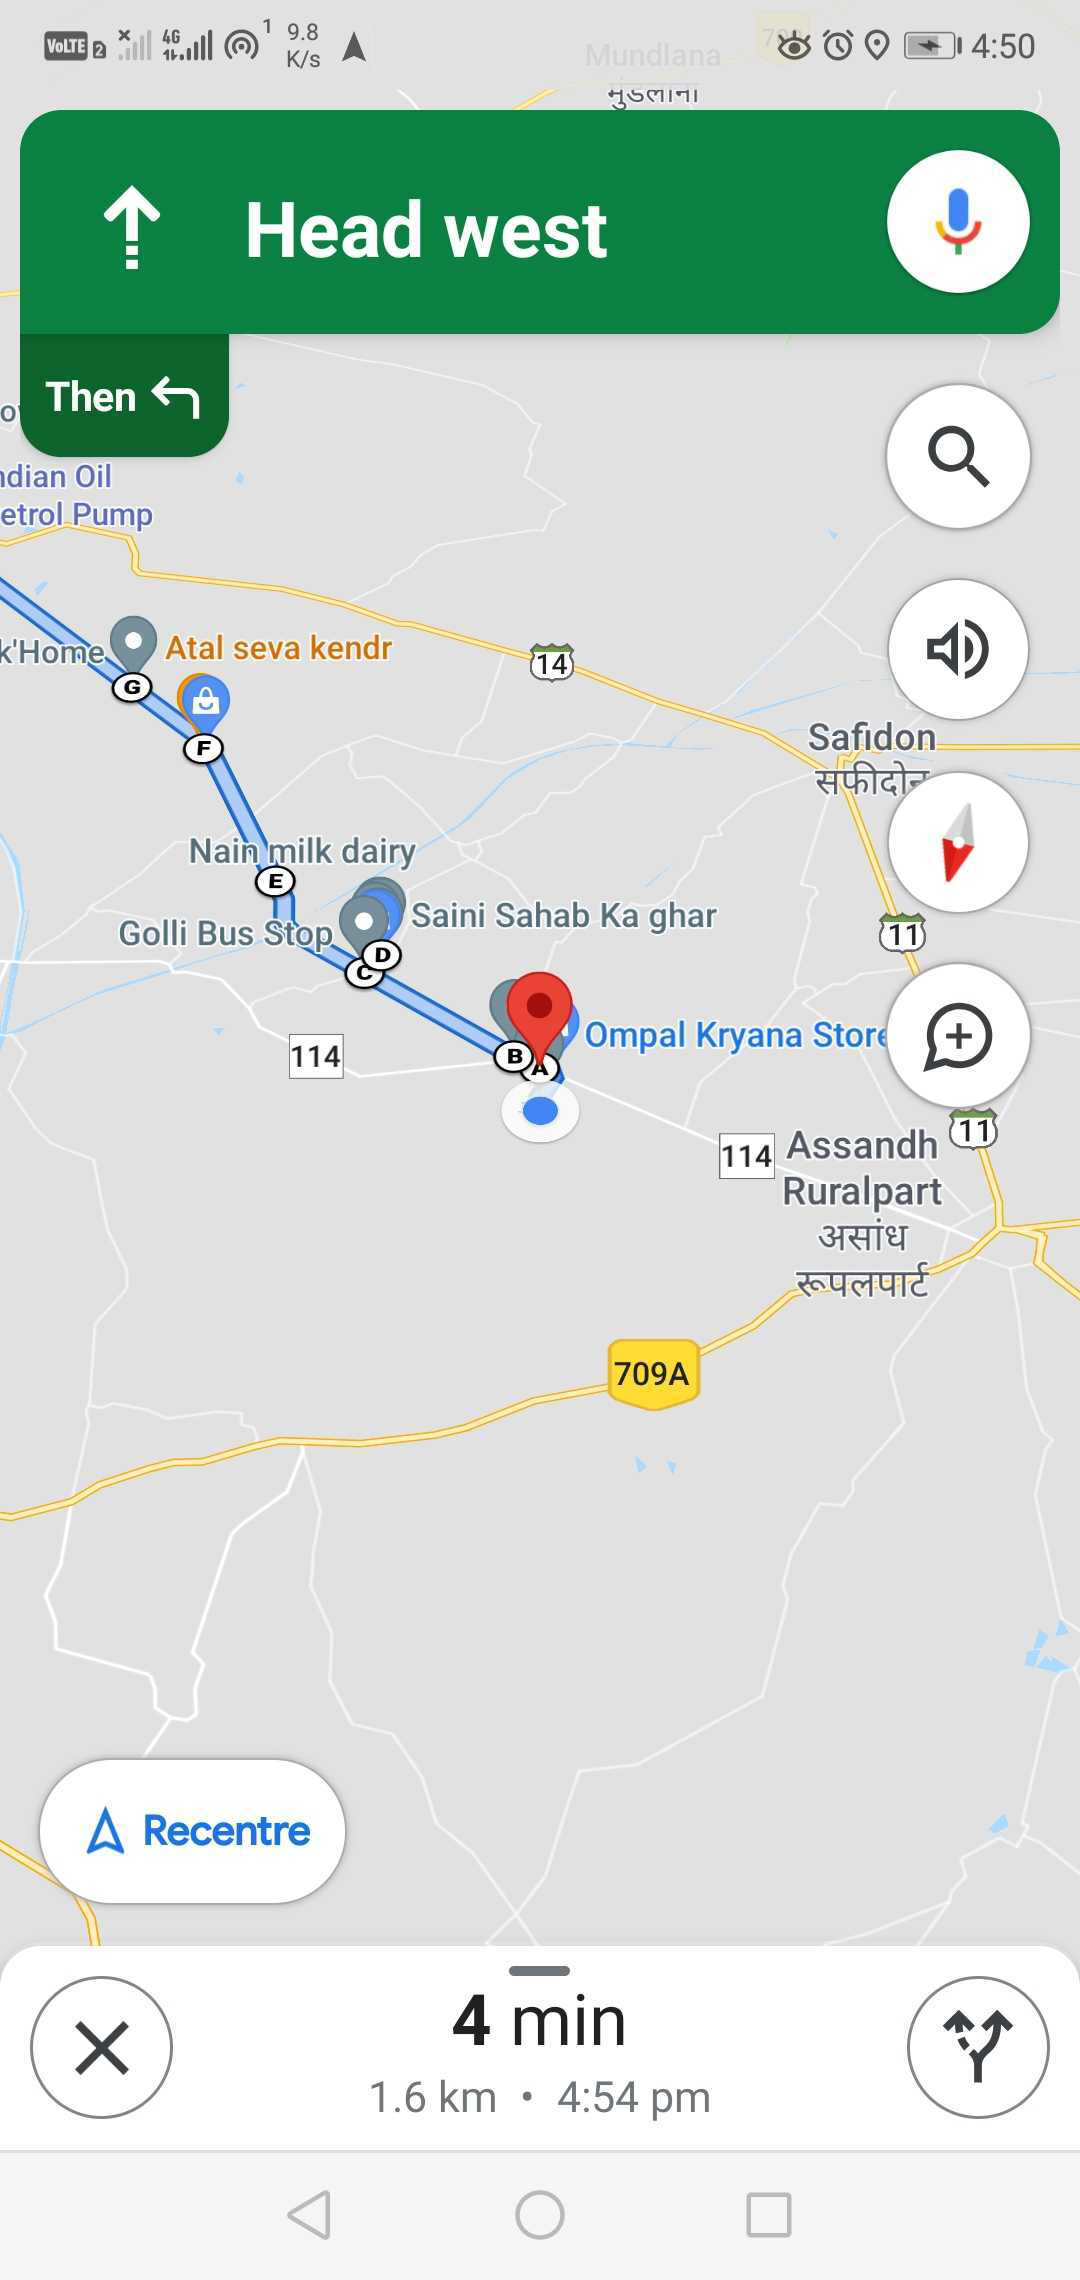 VoLTE 2
4G
1
9.8
K/s
4:50
Mundlana
मुंडलाना
Head west
Then
ndian Oil
etrol Pump
k'Home
Atal seva kendr
G
F
14
Safidon
सफीदोन
Nain milk dairy
E
Saini Sahab Ka ghar
Golli Bus Stop
D
C
11
Ompal Kryana Store
B
A
114
11
114
Assandh
Ruralpart
असांध
रूपलपार्ट
709A
Recentre
4 min
1.6 km • 4:54 pm